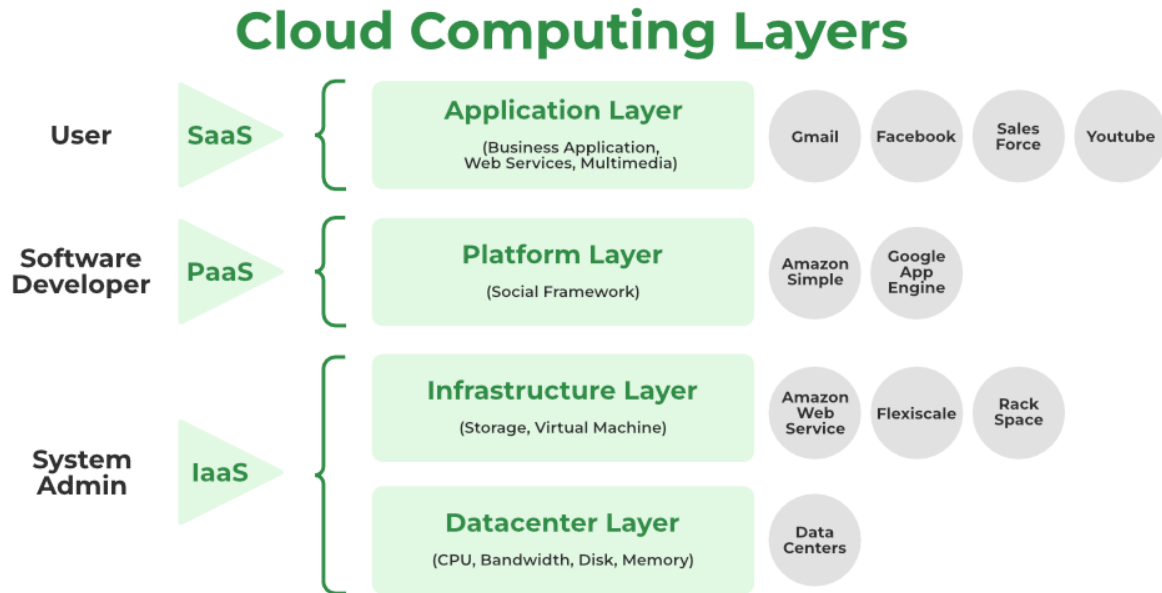 Cloud Computing Layers
User
SaaS
Application Layer
(Business Application,
Web Services, Multimedia)
Gmail
Facebook
Sales
Force
Youtube
Software
Developer
PaaS
Platform Layer
(Social Framework)
Amazon
Simple
Google
App
Engine
System
Admin
IaaS
Infrastructure Layer
(Storage, Virtual Machine)
Amazon
Web
Service
Flexiscale
Rack
Space
Datacenter Layer
(CPU, Bandwidth, Disk, Memory)
Data
Centers